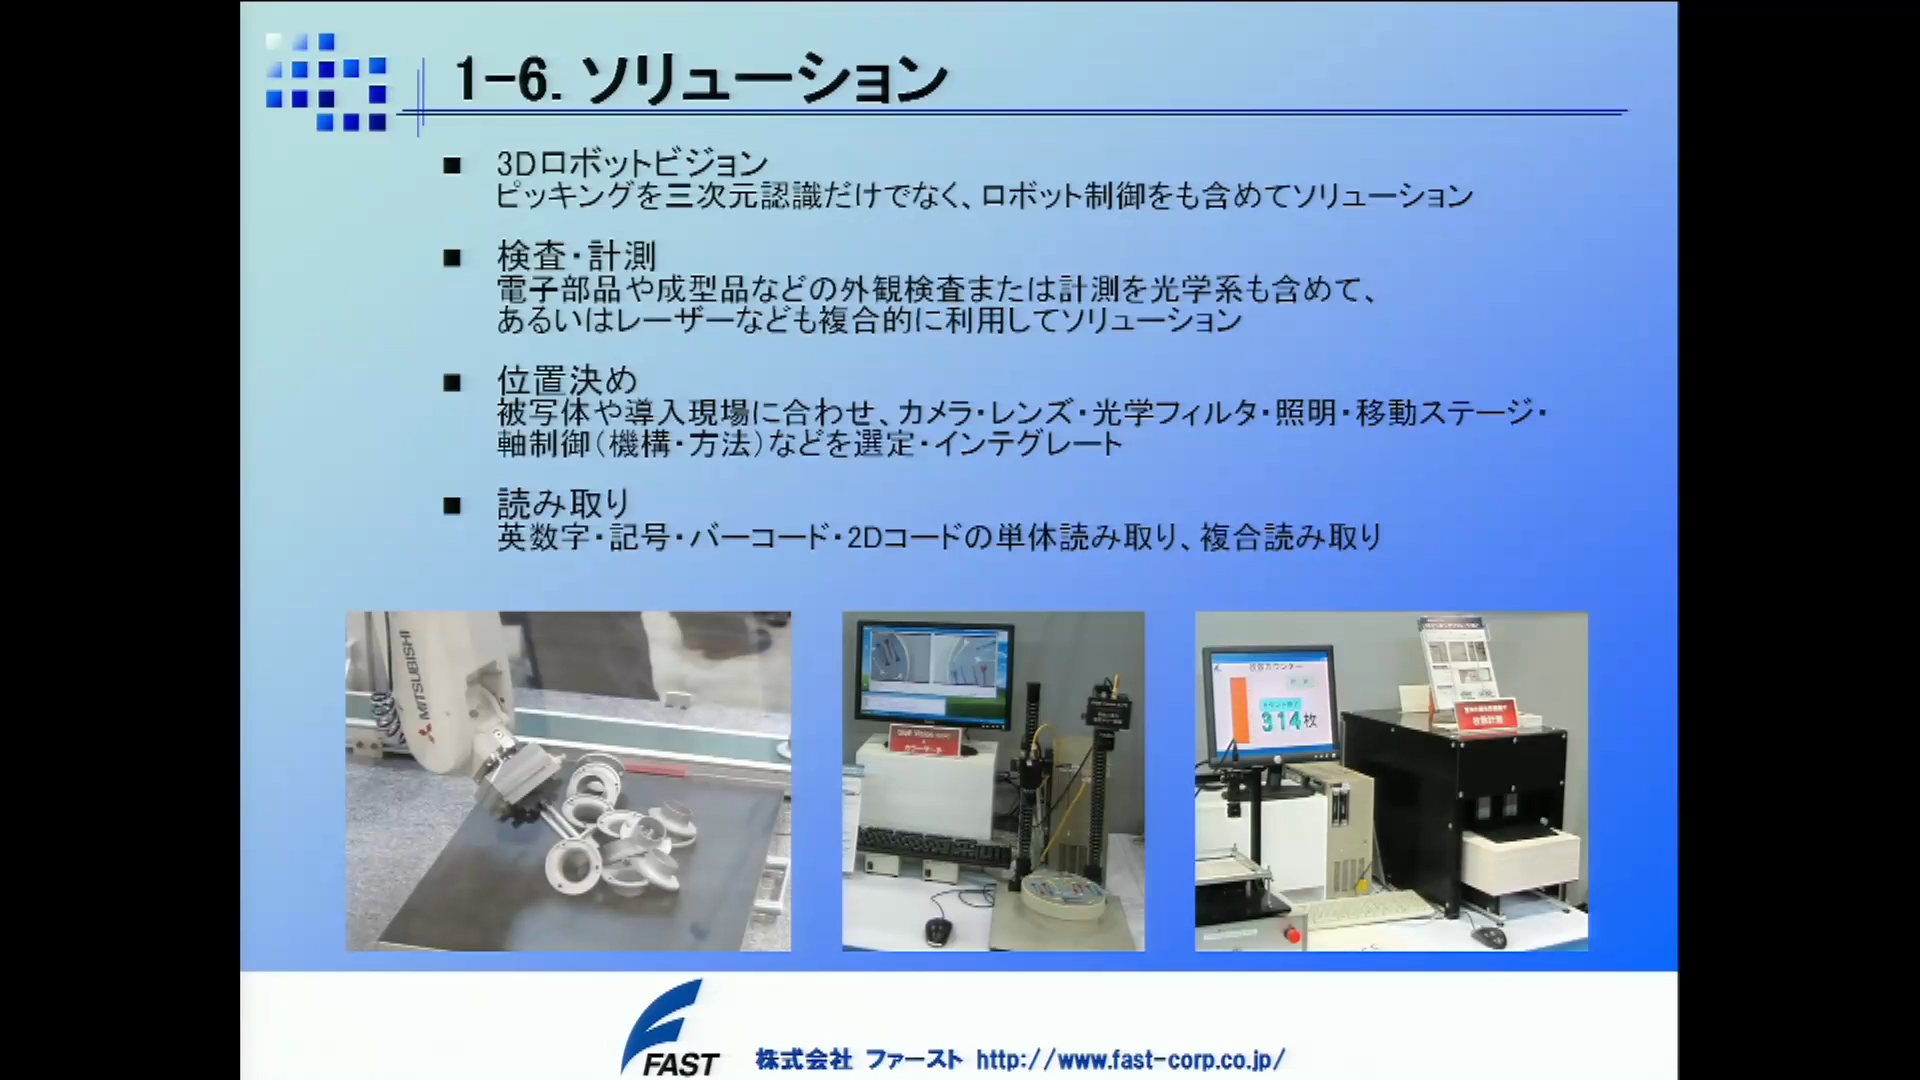 1-6. ソリューション
■ 3Dロボットビジョン
ピッキングを三次元認識だけでなく、ロボット制御をも含めてソリューション
■ 検査・計測
電子部品や成型品などの外観検査または計測を光学系も含めて、
あるいはレーザーなども複合的に利用してソリューション
■ 位置決め
被写体や導入現場に合わせ、カメラ・レンズ・光学フィルタ・照明・移動ステージ・
軸制御（機構・方法）などを選定・インテグレート
■ 読み取り
英数字・記号・バーコード・2Dコードの単体読み取り、複合読み取り
MITSUBISHI
314枚
FAST
株式会社 ファースト http://www.fast-corp.co.jp/